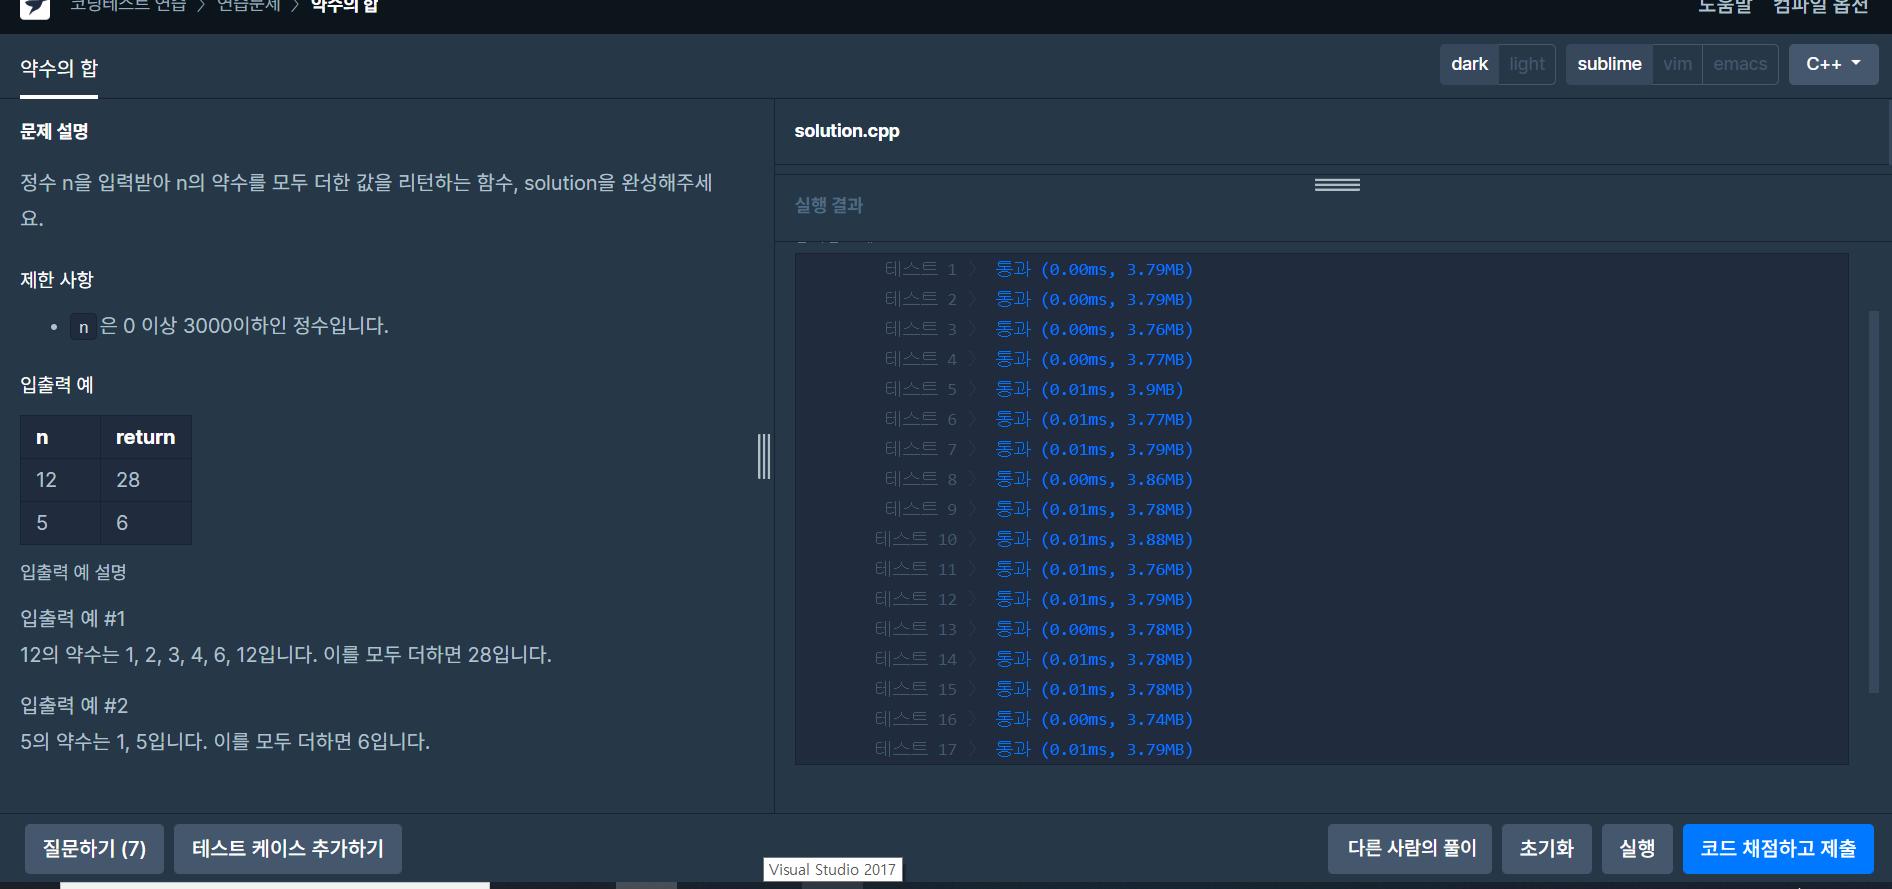 코딩테스트 연습 > 연습문제 > 약수의 합
도움말 컴파일 옵션
약수의 합
dark light sublime vim emacs C++
문제 설명
정수 n을 입력받아 n의 약수를 모두 더한 값을 리턴하는 함수, solution을 완성해주세
요.
제한 사항
• n 은 0 이상 3000이하인 정수입니다.
입출력 예
n return
12 28
5 6
입출력 예 설명
입출력 예 #1
12의 약수는 1, 2, 3, 4, 6, 12입니다. 이를 모두 더하면 28입니다.
입출력 예 #2
5의 약수는 1, 5입니다. 이를 모두 더하면 6입니다.
solution.cpp
실행 결과
테스트 1 〉 통과 (0.00ms, 3.79MB)
테스트 2 〉 통과 (0.00ms, 3.79MB)
테스트 3 〉 통과 (0.00ms, 3.76MB)
테스트 4 〉 통과 (0.00ms, 3.77MB)
테스트 5 〉 통과 (0.01ms, 3.9MB)
테스트 6 〉 통과 (0.01ms, 3.77MB)
테스트 7 〉 통과 (0.01ms, 3.79MB)
테스트 8 〉 통과 (0.00ms, 3.86MB)
테스트 9 〉 통과 (0.01ms, 3.78MB)
테스트 10 〉 통과 (0.01ms, 3.88MB)
테스트 11 〉 통과 (0.01ms, 3.76MB)
테스트 12 〉 통과 (0.01ms, 3.79MB)
테스트 13 〉 통과 (0.00ms, 3.78MB)
테스트 14 〉 통과 (0.01ms, 3.78MB)
테스트 15 〉 통과 (0.01ms, 3.78MB)
테스트 16 〉 통과 (0.00ms, 3.74MB)
테스트 17 〉 통과 (0.01ms, 3.79MB)
질문하기 (7) 테스트 케이스 추가하기
다른 사람의 풀이 초기화 실행 코드 채점하고 제출
Visual Studio 2017